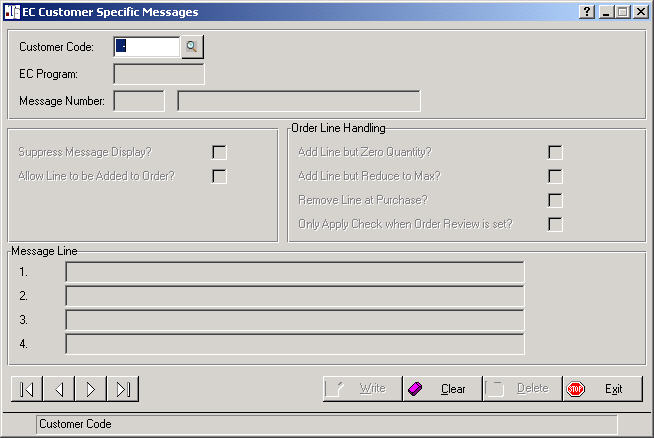 EC Customer Specific Messages
Customer Code: -
EC Program:
Message Number:
Order Line Handling
Suppress Message Display?
Add Line but Zero Quantity?
Allow Line to be Added to Order?
Add Line but Reduce to Max?
Remove Line at Purchase?
Only Apply Check when Order Review is set?
Message Line
1.
2.
3.
4.
Write Clear Delete STOP Exit
Customer Code